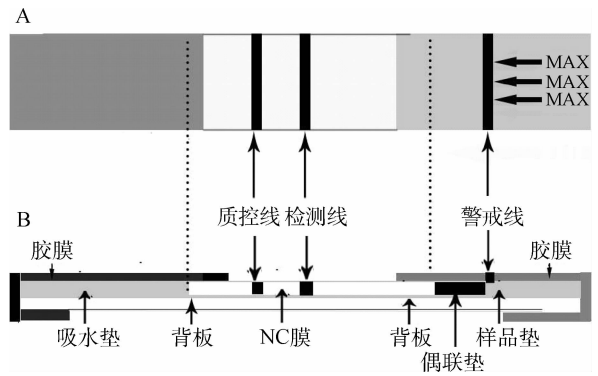 A
MAX
MAX
MAX
质控线 检测线 警戒线
B
胶膜 胶膜
吸水垫 背板 NC膜 背板 样品垫
偶联垫